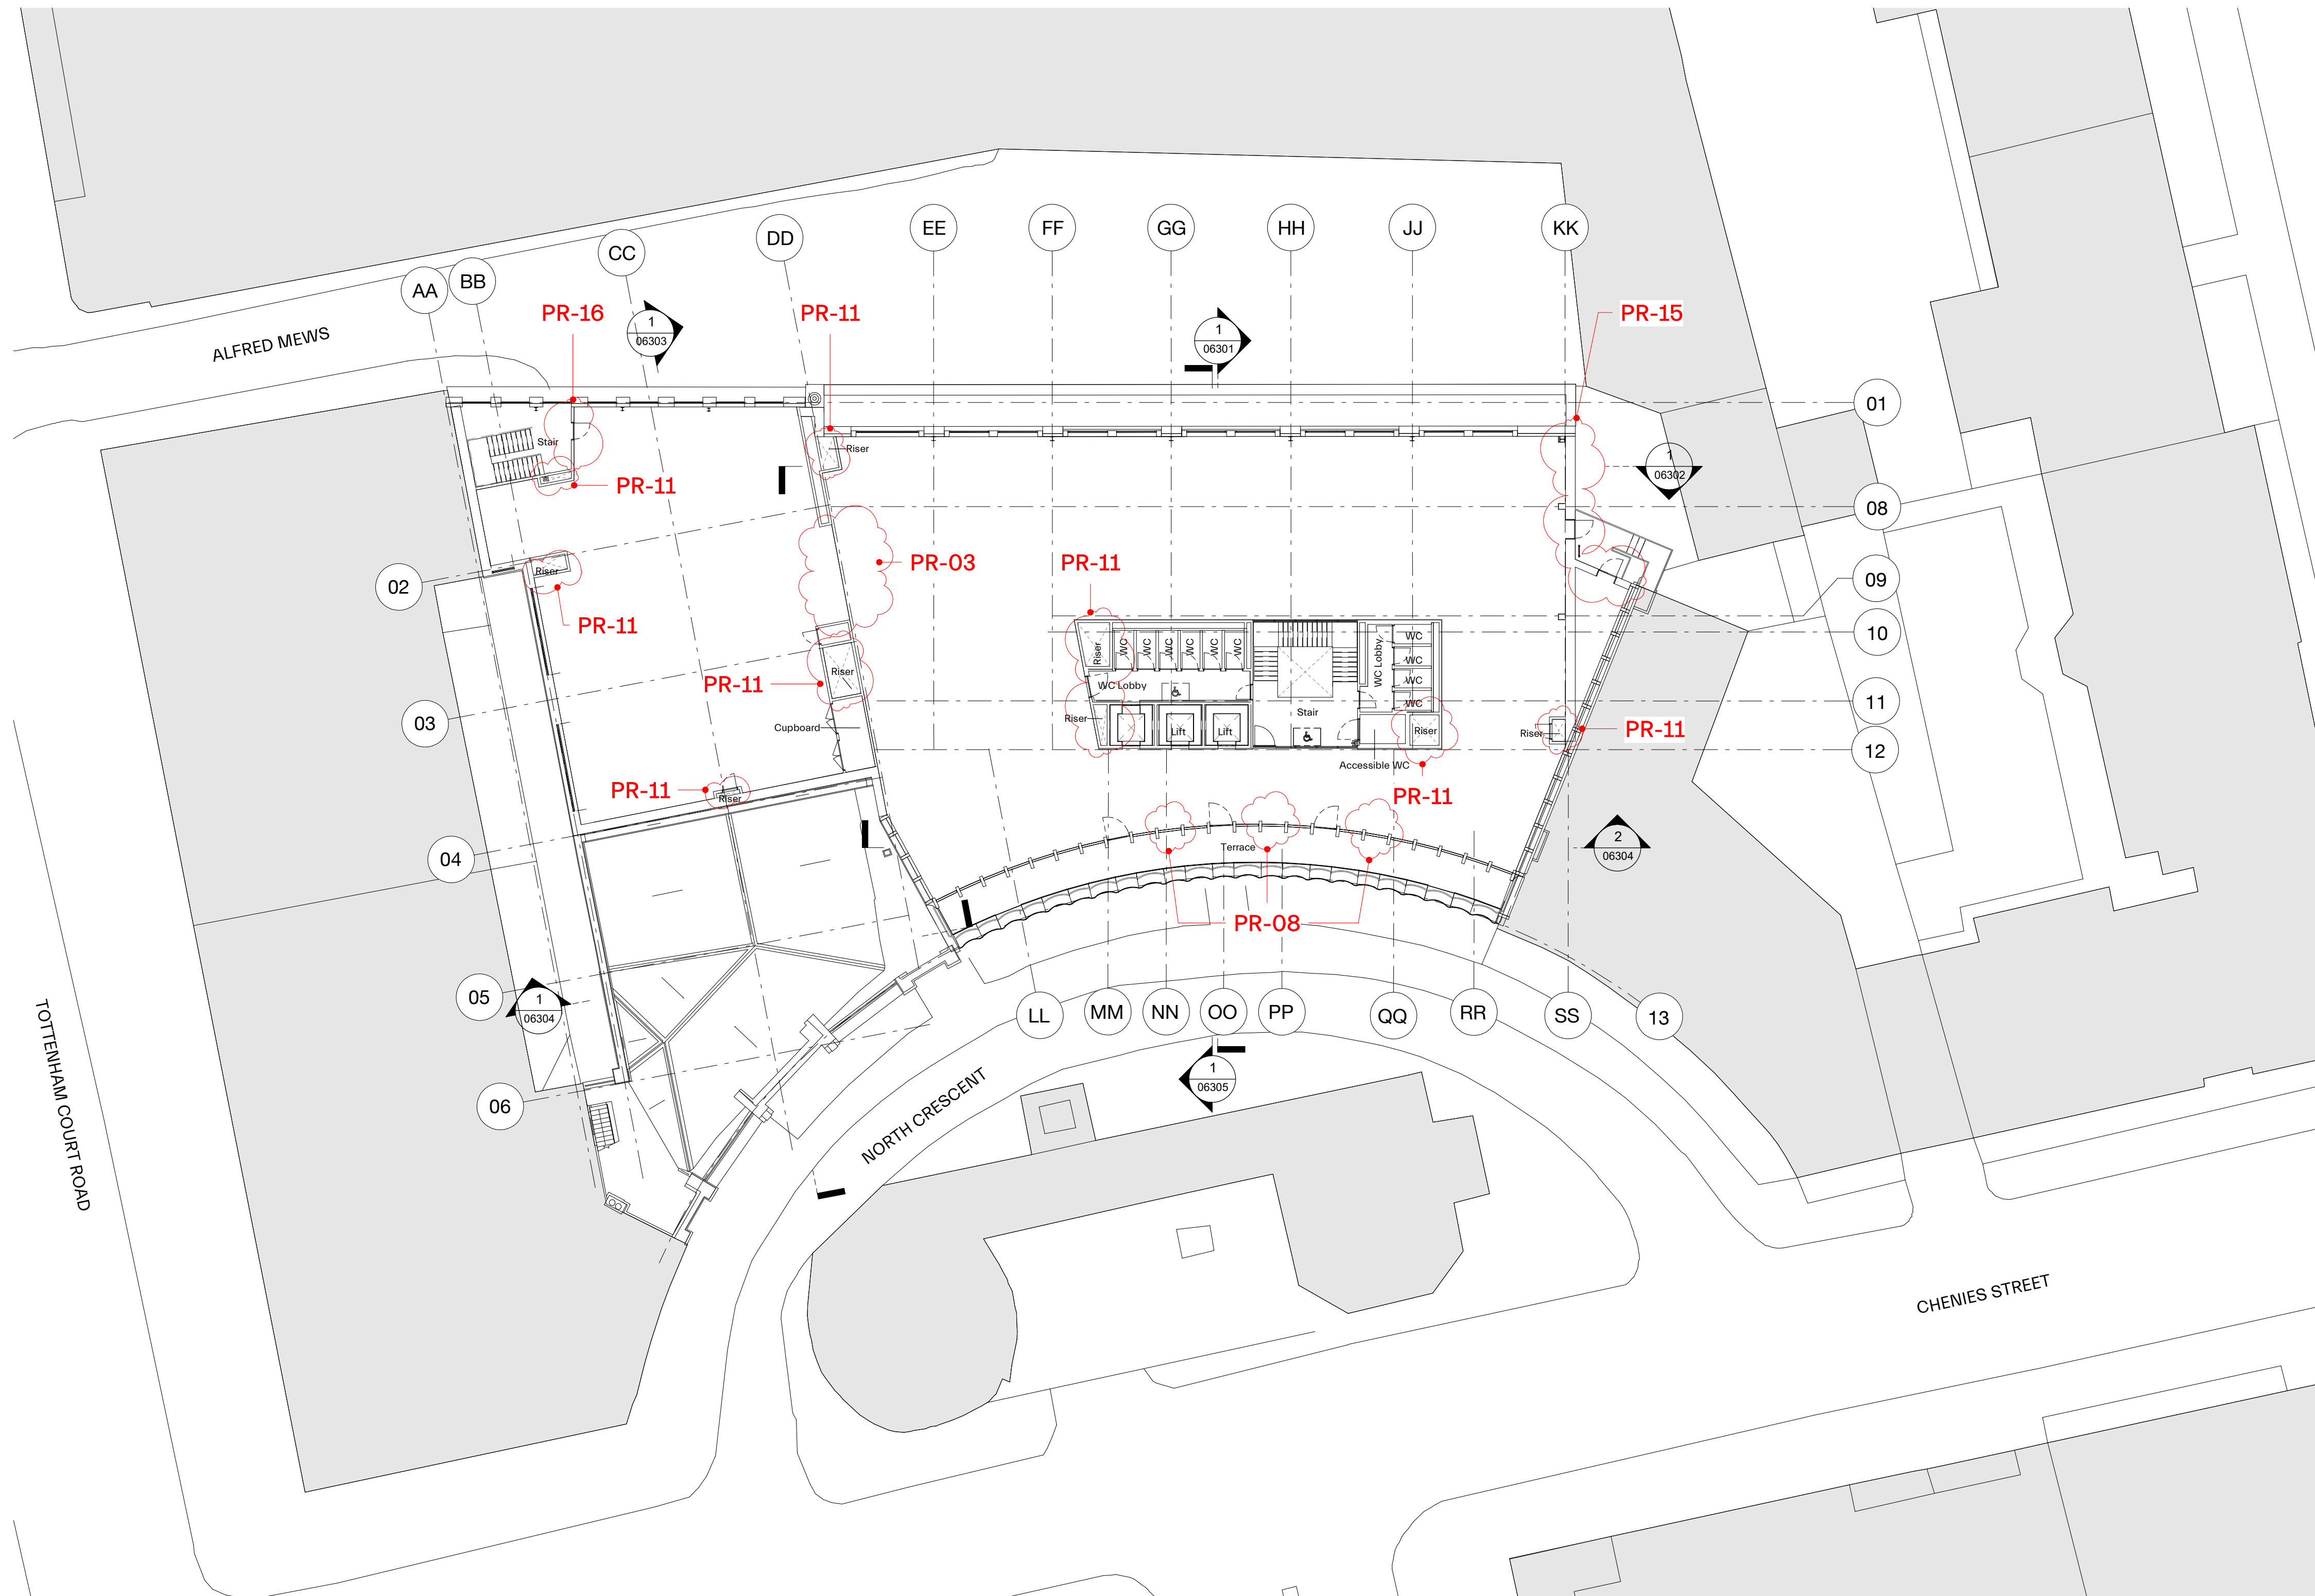 EE
FF
GG
HH
JJ
KK
DD
CC
BB
AA
PR-16
PR-11
PR-15
1
06303
1
06301
ALFRED MEWS
01
Stair
Riser
1
06302
PR-11
08
PR-03
PR-11
Riser
02
09
PR-11
10
WC
WC
WC
WC
WC
WC
Riser
WC Lobby
WC
WC
WC
WC
WC Lobby
Riser
PR-11
03
11
Riser
Stair
Cupboard
Lift
Lift
Riser
Riser
PR-11
12
Accessible WC
PR-11
Riser
PR-11
2
06304
Terrace
04
PR-08
05
1
06304
LL
MM
NN
OO
PP
QQ
RR
SS
13
TOTTENHAM COURT ROAD
1
06305
06
NORTH CRESCENT
CHENIES STREET